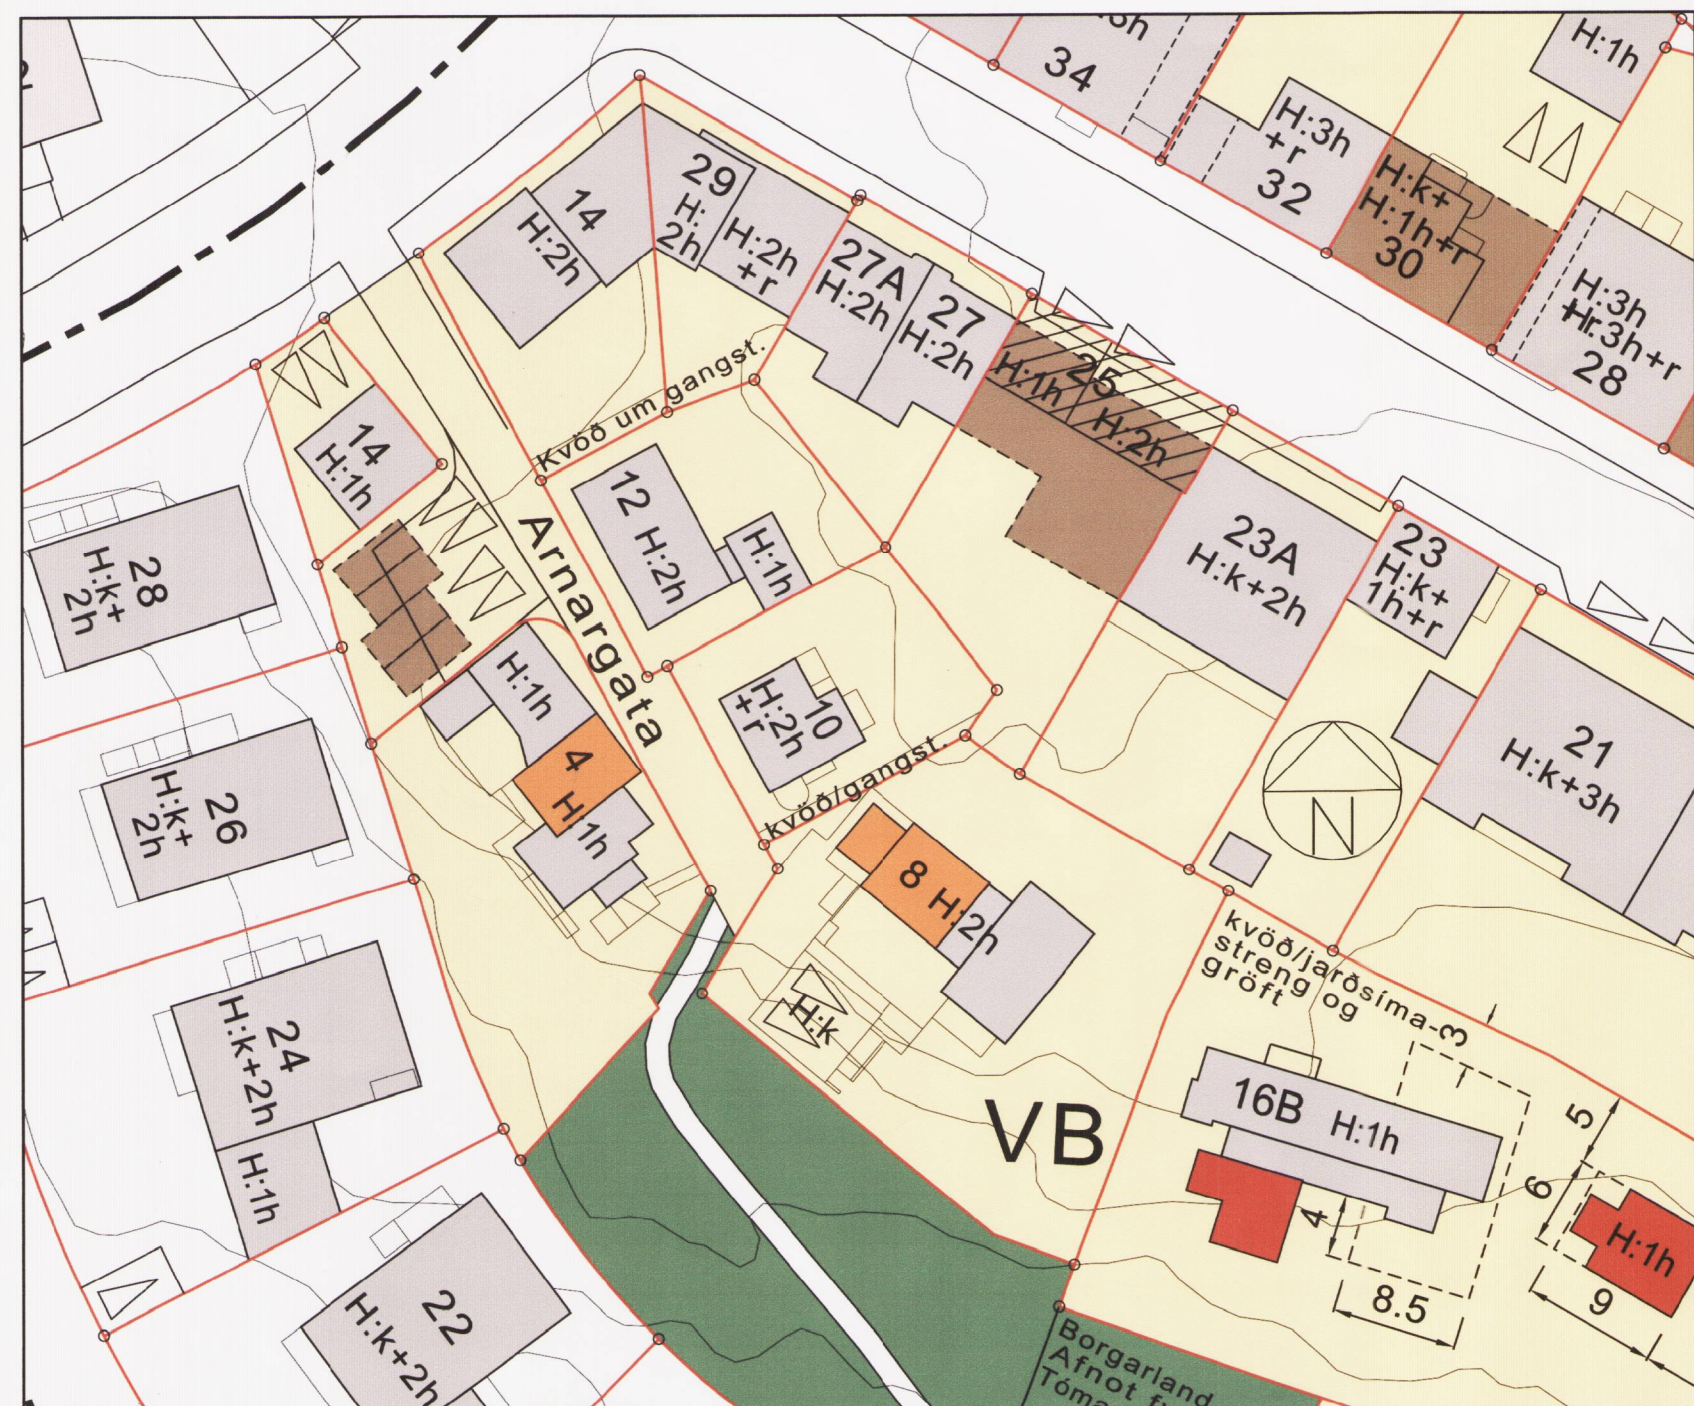 34
H:1h
H:3h
+r
32
H:k+
H:1h+r
30
H:3h
+Hr.3h+r
28
14
H:2h
29
H:
2h
H:2h
+r
27A
H:2h
27
H:2h
25
H:1h
H:2h
23A
H:k+2h
23
H:k+
1h+r
21
H:k+3h
Kvöð um gangst.
14
H:1h
12
H:2h
H:1h
Arnargata
28
H:k+
2h
H:1h
4
H:1h
10
H:2h
+r
kvöð/gangst.
N
26
H:k+
2h
8 H:2h
H:k
kvöð/jarðsíma-
streng og
gröft
24
H:k+2h
H:1h
VB
16B H:1h
3
5
6
4
8.5
9
H:1h
22
H:k+2h
Borgarland
Afnot